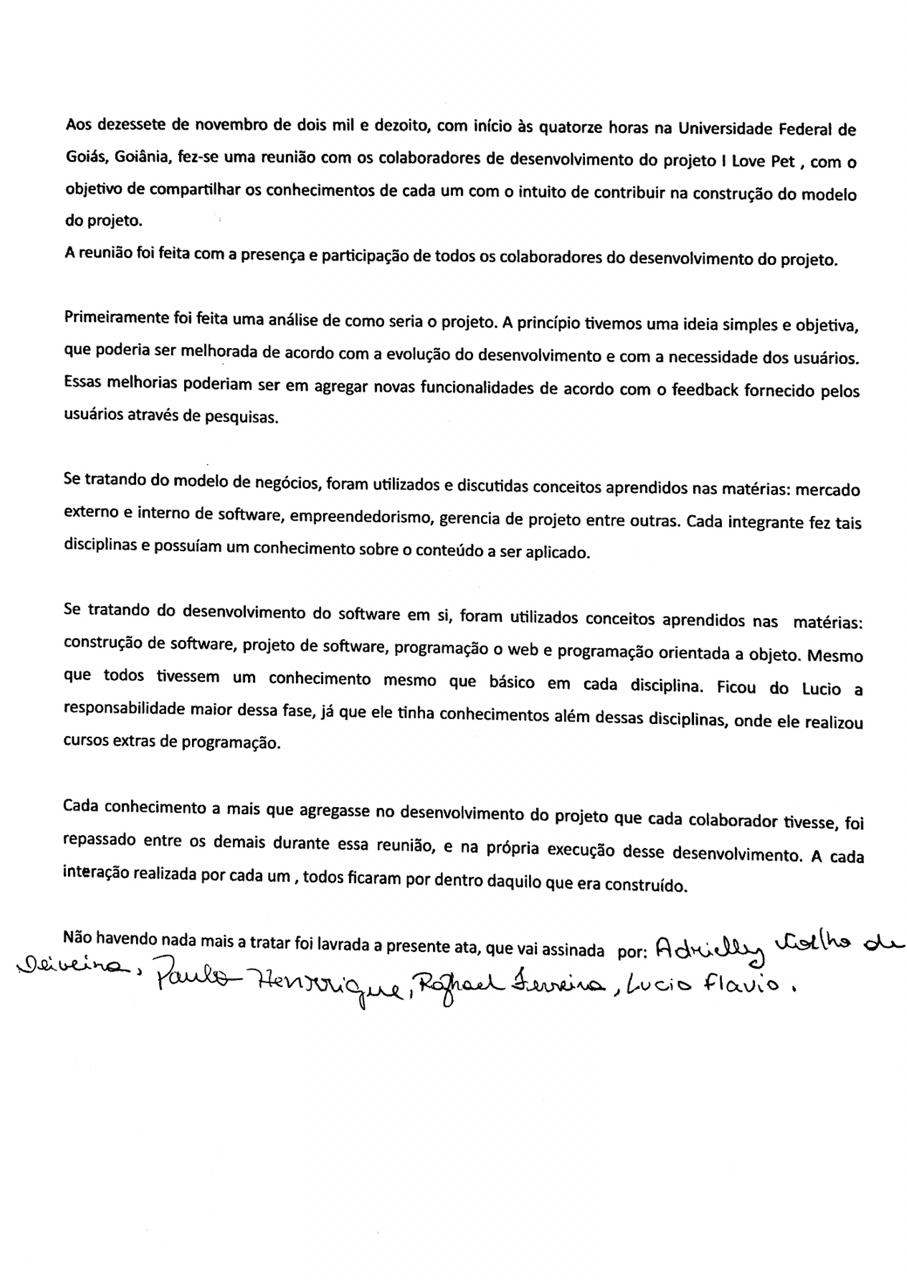 Aos dezessete de novembro de dois mil e dezoito, com início às quatorze horas na Universidade Federal de
Goiás, Goiânia, fez-se uma reunião com os colaboradores de desenvolvimento do projeto I Love Pet , com o
objetivo de compartilhar os conhecimentos de cada um com o intuito de contribuir na construção do modelo
do projeto.
A reunião foi feita com a presença e participação de todos os colaboradores do desenvolvimento do projeto.
Primeiramente foi feita uma análise de como seria o projeto. A princípio tivemos uma ideia simples e objetiva,
que poderia ser melhorada de acordo com a evolução do desenvolvimento e com a necessidade dos usuários.
Essas melhorias poderiam ser em agregar novas funcionalidades de acordo com o feedback fornecido pelos
usuários através de pesquisas.
Se tratando do modelo de negócios, foram utilizados e discutidas conceitos aprendidos nas matérias: mercado
externo e interno de software, empreendedorismo, gerencia de projeto entre outras. Cada integrante fez tais
disciplinas e possuíam um conhecimento sobre o conteúdo a ser aplicado.
Se tratando do desenvolvimento do software em si, foram utilizados conceitos aprendidos nas matérias:
construção de software, projeto de software, programação o web e programação orientada a objeto. Mesmo
que todos tivessem um conhecimento mesmo que básico em cada disciplina. Ficou do Lucio a
responsabilidade maior dessa fase, já que ele tinha conhecimentos além dessas disciplinas, onde ele realizou
cursos extras de programação.
Cada conhecimento a mais que agregasse no desenvolvimento do projeto que cada colaborador tivesse, foi
repassado entre os demais durante essa reunião, e na própria execução desse desenvolvimento. A cada
interação realizada por cada um , todos ficaram por dentro daquilo que era construído.
Não havendo nada mais a tratar foi lavrada a presente ata, que vai assinada por: Adrielly Coelho de
Oliveira, Paulo Henrrique, Raphael Ferreira, Lucio Flavio.